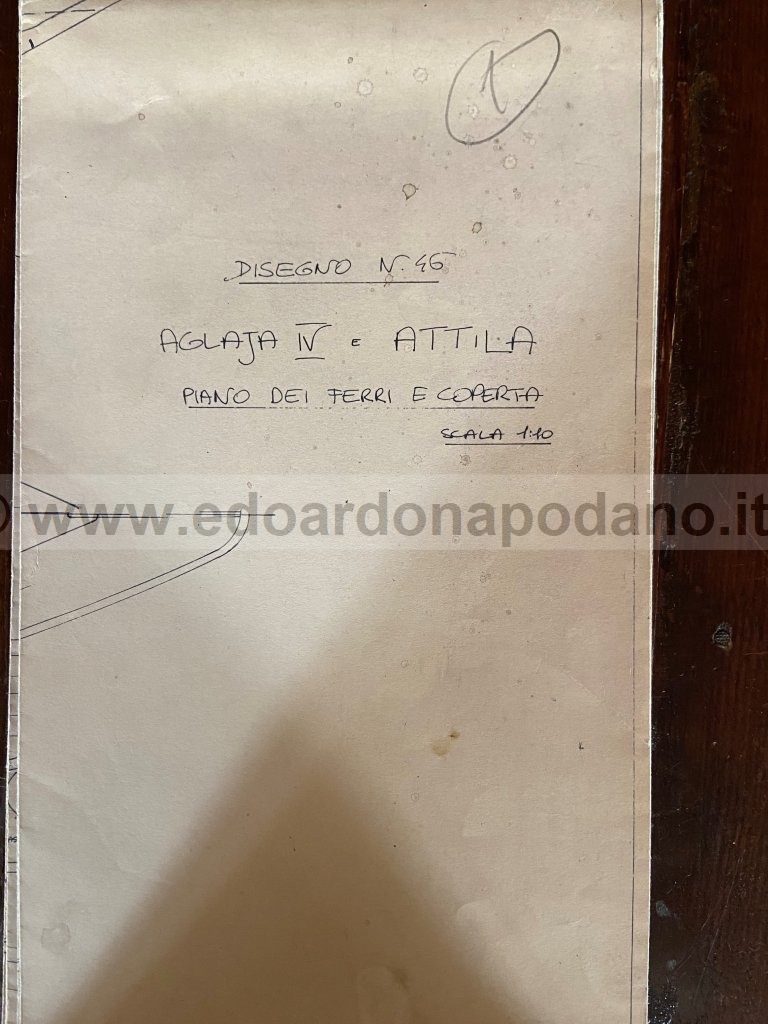 1
DISEGNO N. 46
AGLAJA IV E ATTILA
PIANO DEI FERRI E COPERTA
SCALA 1:10
© www.edoardonapodano.it